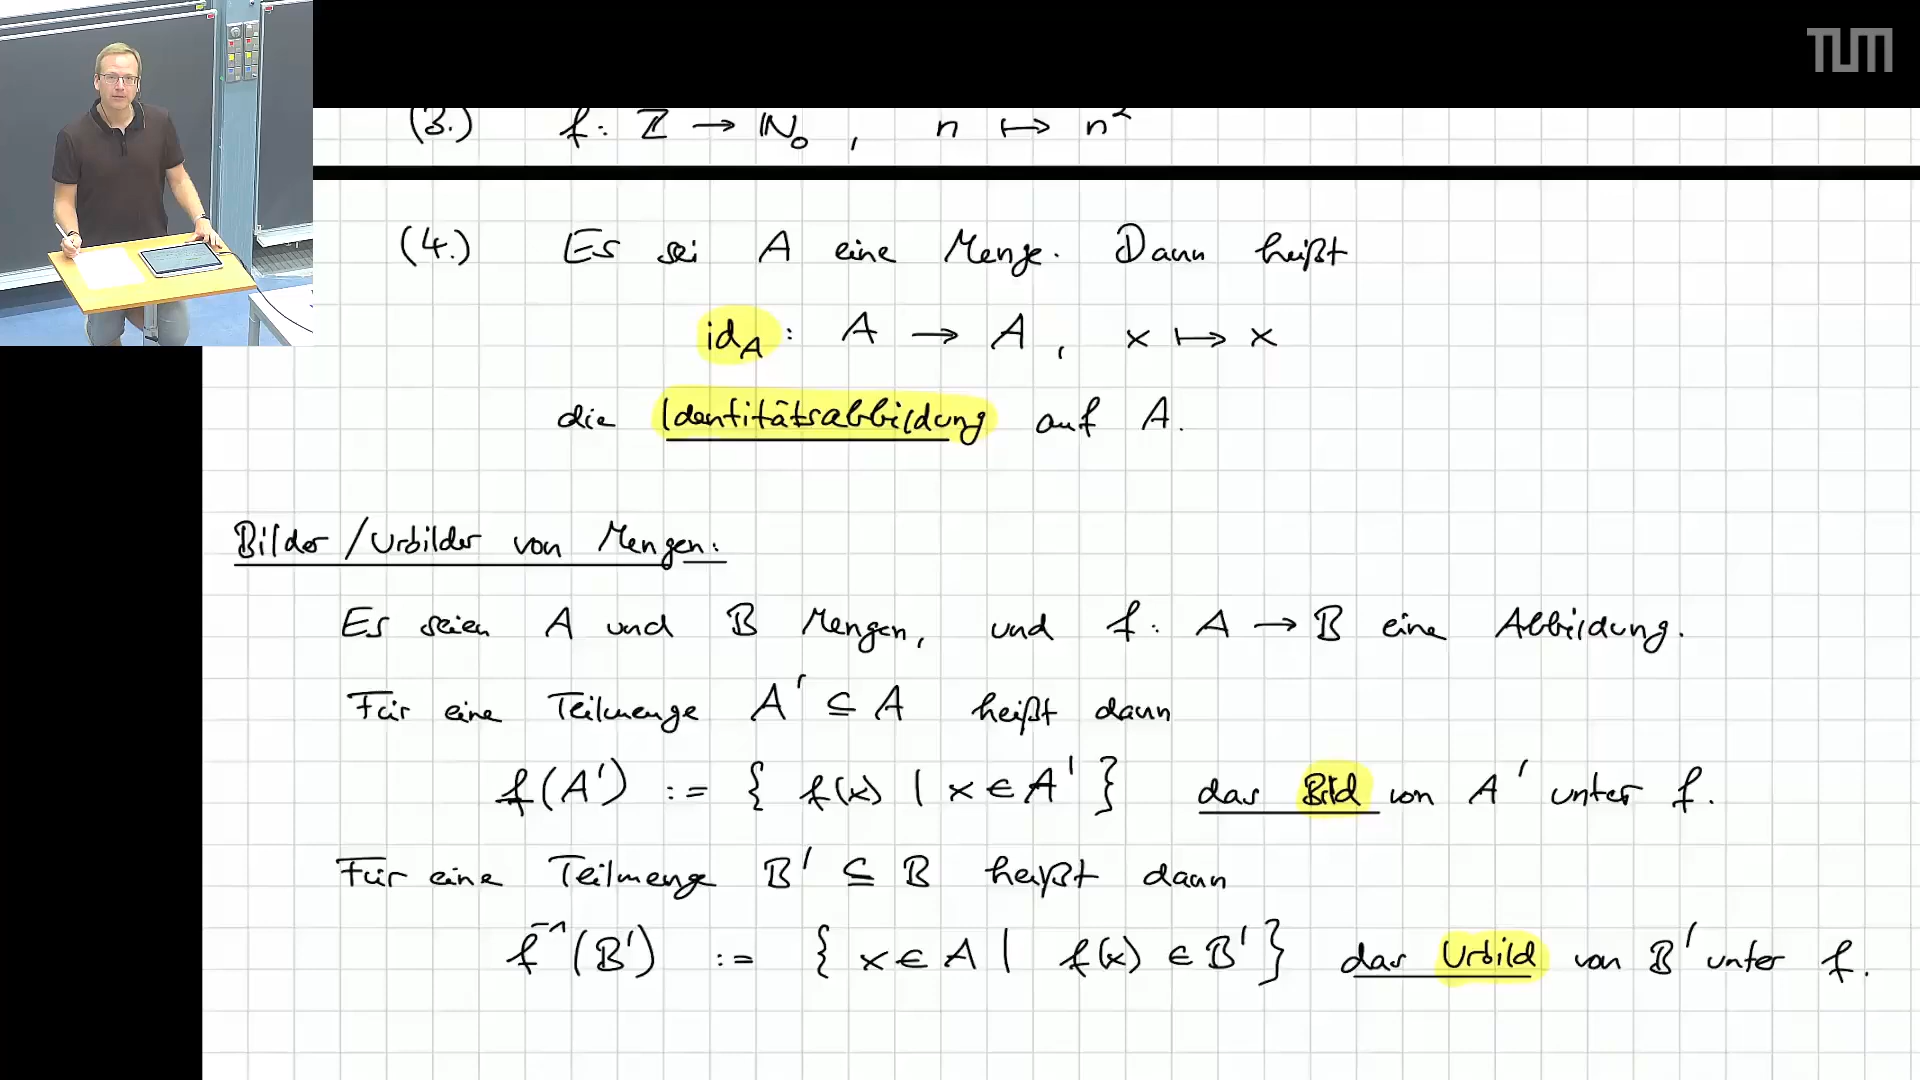 TUM
(3.) f: ℤ → ℕ₀ , n ↦ n²
(4.) Es sei A eine Menge. Dann heißt
id_A : A → A , x ↦ x
die Identitätsabbildung auf A.
Bilder/Urbilder von Mengen:
Es seien A und B Mengen, und f: A → B eine Abbildung.
Für eine Teilmenge A' ⊆ A heißt dann
f(A') := { f(x) | x ∈ A' } das Bild von A' unter f.
Für eine Teilmenge B' ⊆ B heißt dann
f⁻¹(B') := { x ∈ A | f(x) ∈ B' } das Urbild von B' unter f.